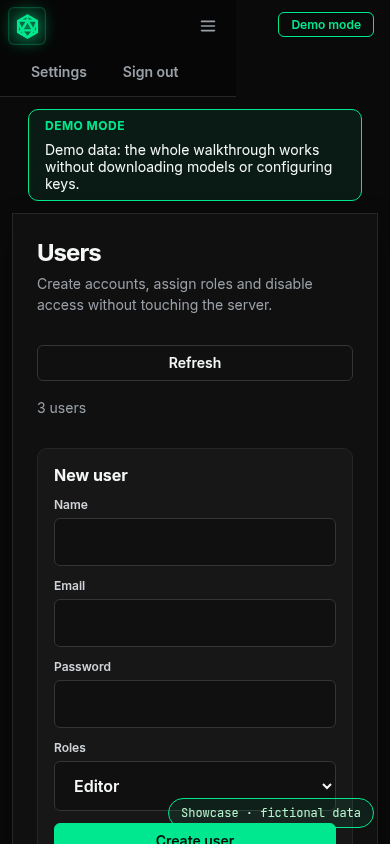 Demo mode
Settings
Sign out
DEMO MODE
Demo data: the whole walkthrough works
without downloading models or configuring
keys.
Users
Create accounts, assign roles and disable
access without touching the server.
Refresh
3 users
New user
Name
Email
Password
Roles
Editor
Showcase · fictional data
Create user